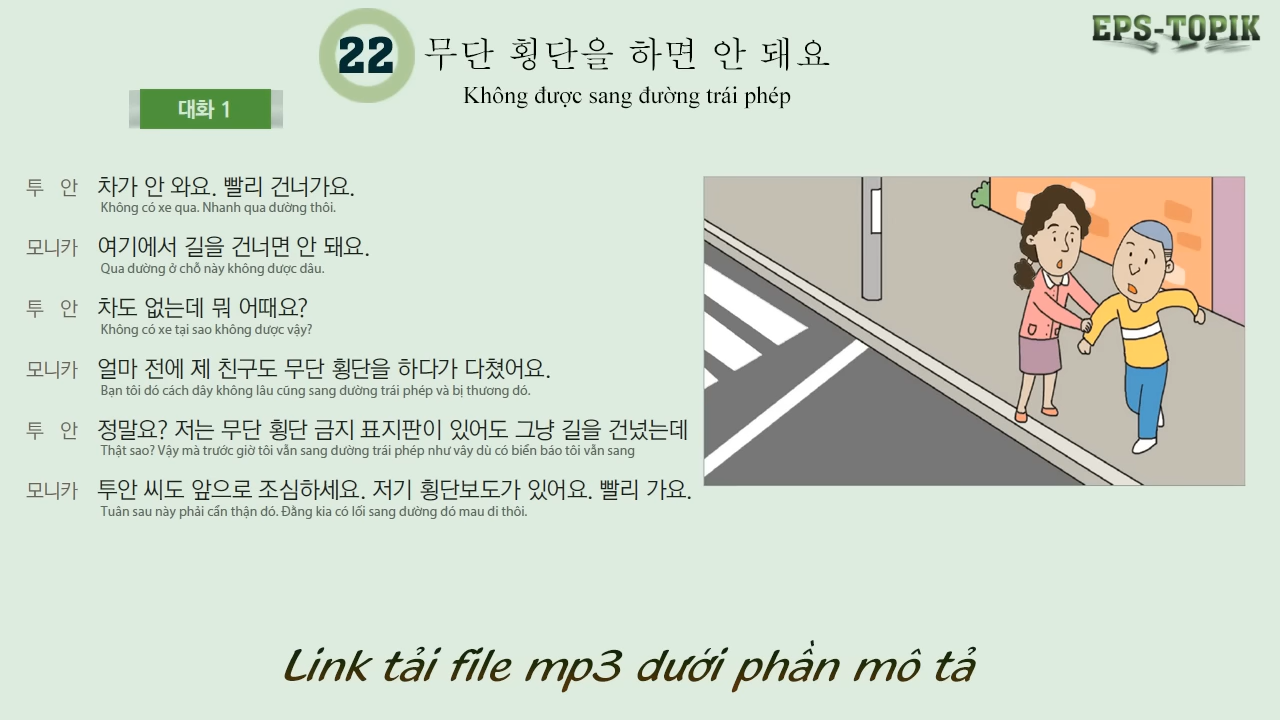 22
무단 횡단을 하면 안 돼요
EPS-TOPIK
Không được sang đường trái phép
대화 1
투 안 차가 안 와요. 빨리 건너가요.
Không có xe qua. Nhanh qua đường thôi.
모니카 여기에서 길을 건너면 안 돼요.
Qua đường ở chỗ này không được đâu.
투 안 차도 없는데 뭐 어때요?
Không có xe tại sao không được vậy?
모니카 얼마 전에 제 친구도 무단 횡단을 하다가 다쳤어요.
Bạn tôi dó cách đây không lâu cũng sang đường trái phép và bị thương đó.
투 안 정말요? 저는 무단 횡단 금지 표지판이 있어도 그냥 길을 건넜는데
Thật sao? Vậy mà trước giờ tôi vẫn sang đường trái phép như vây dù có biển báo tôi vẫn sang
모니카 투안 씨도 앞으로 조심하세요. 저기 횡단보도가 있어요. 빨리 가요.
Tuân sau này phải cẩn thận đó. Đằng kia có lối sang đường đó mau đi thôi.
Link tải file mp3 dưới phần mô tả